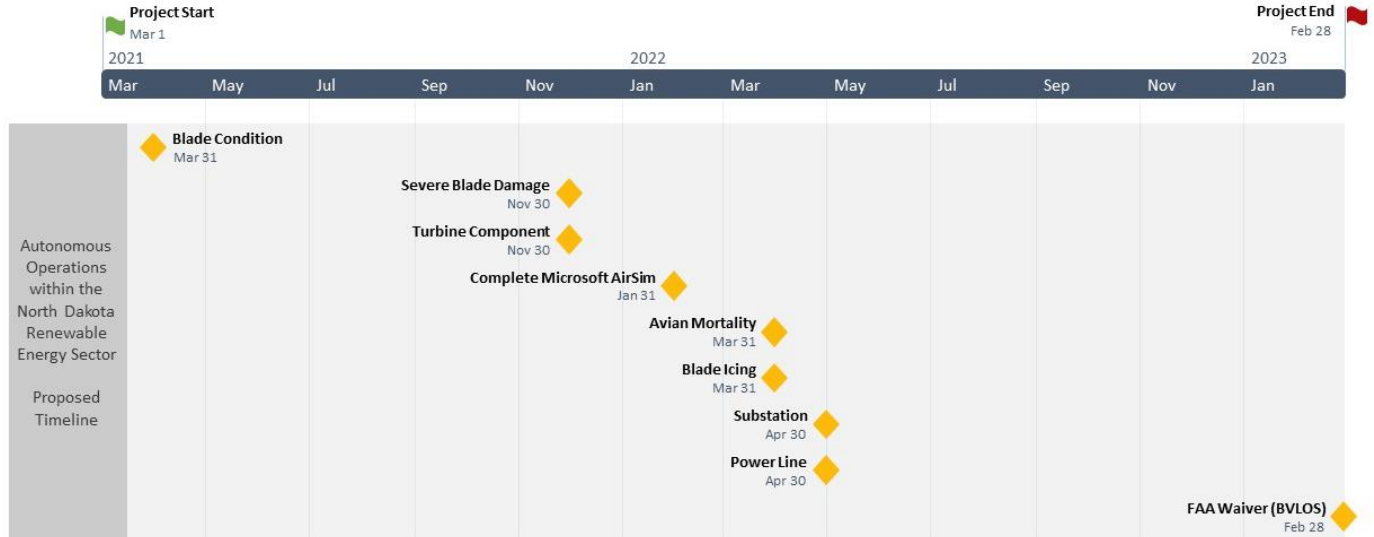 Project Start
Mar 1
Project End
Feb 28
2021
2022
2023
Mar May Jul Sep Nov Jan Mar May Jul Sep Nov Jan
Autonomous
Operations
within the
North Dakota
Renewable
Energy Sector
Proposed
Timeline
Blade Condition
Mar 31
Severe Blade Damage
Nov 30
Turbine Component
Nov 30
Complete Microsoft AirSim
Jan 31
Avian Mortality
Mar 31
Blade Icing
Mar 31
Substation
Apr 30
Power Line
Apr 30
FAA Waiver (BVLOS)
Feb 28